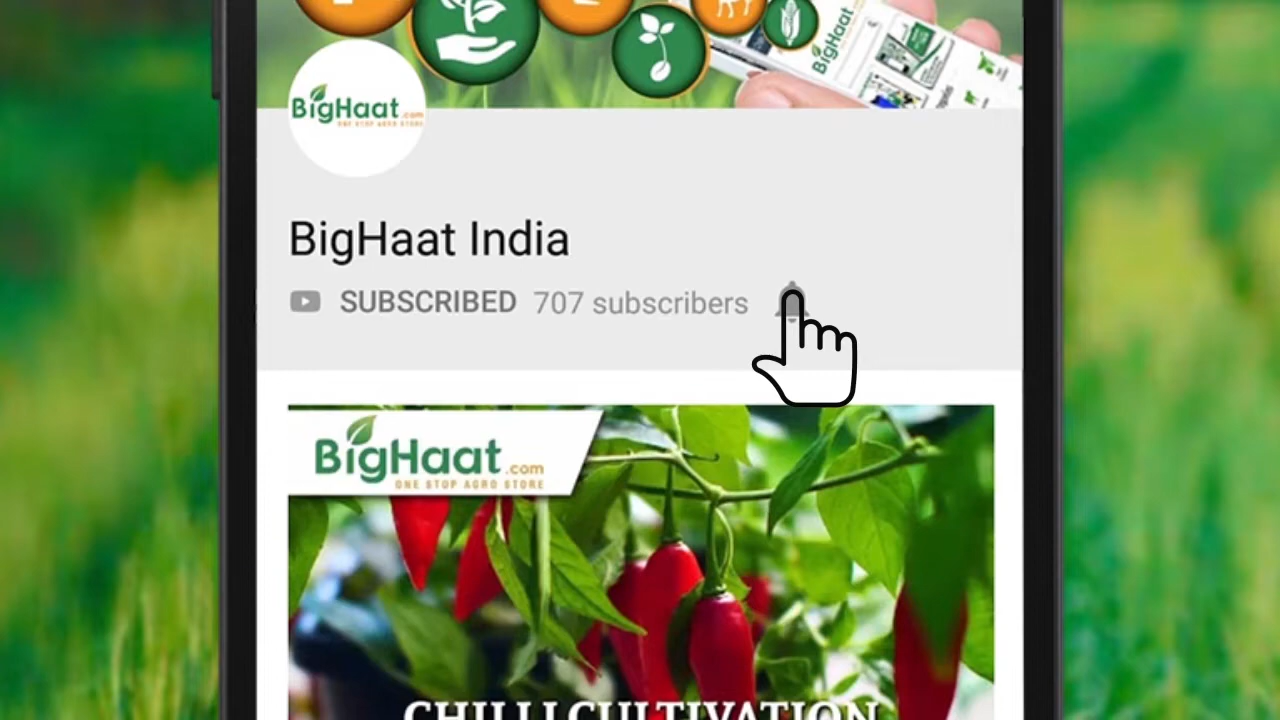 BigHaat
BigHaat.com
ONE STOP AGRO STORE
BigHaat India
SUBSCRIBED 707 subscribers
BigHaat.com
ONE STOP AGRO STORE
CHILLI CULTIVATION